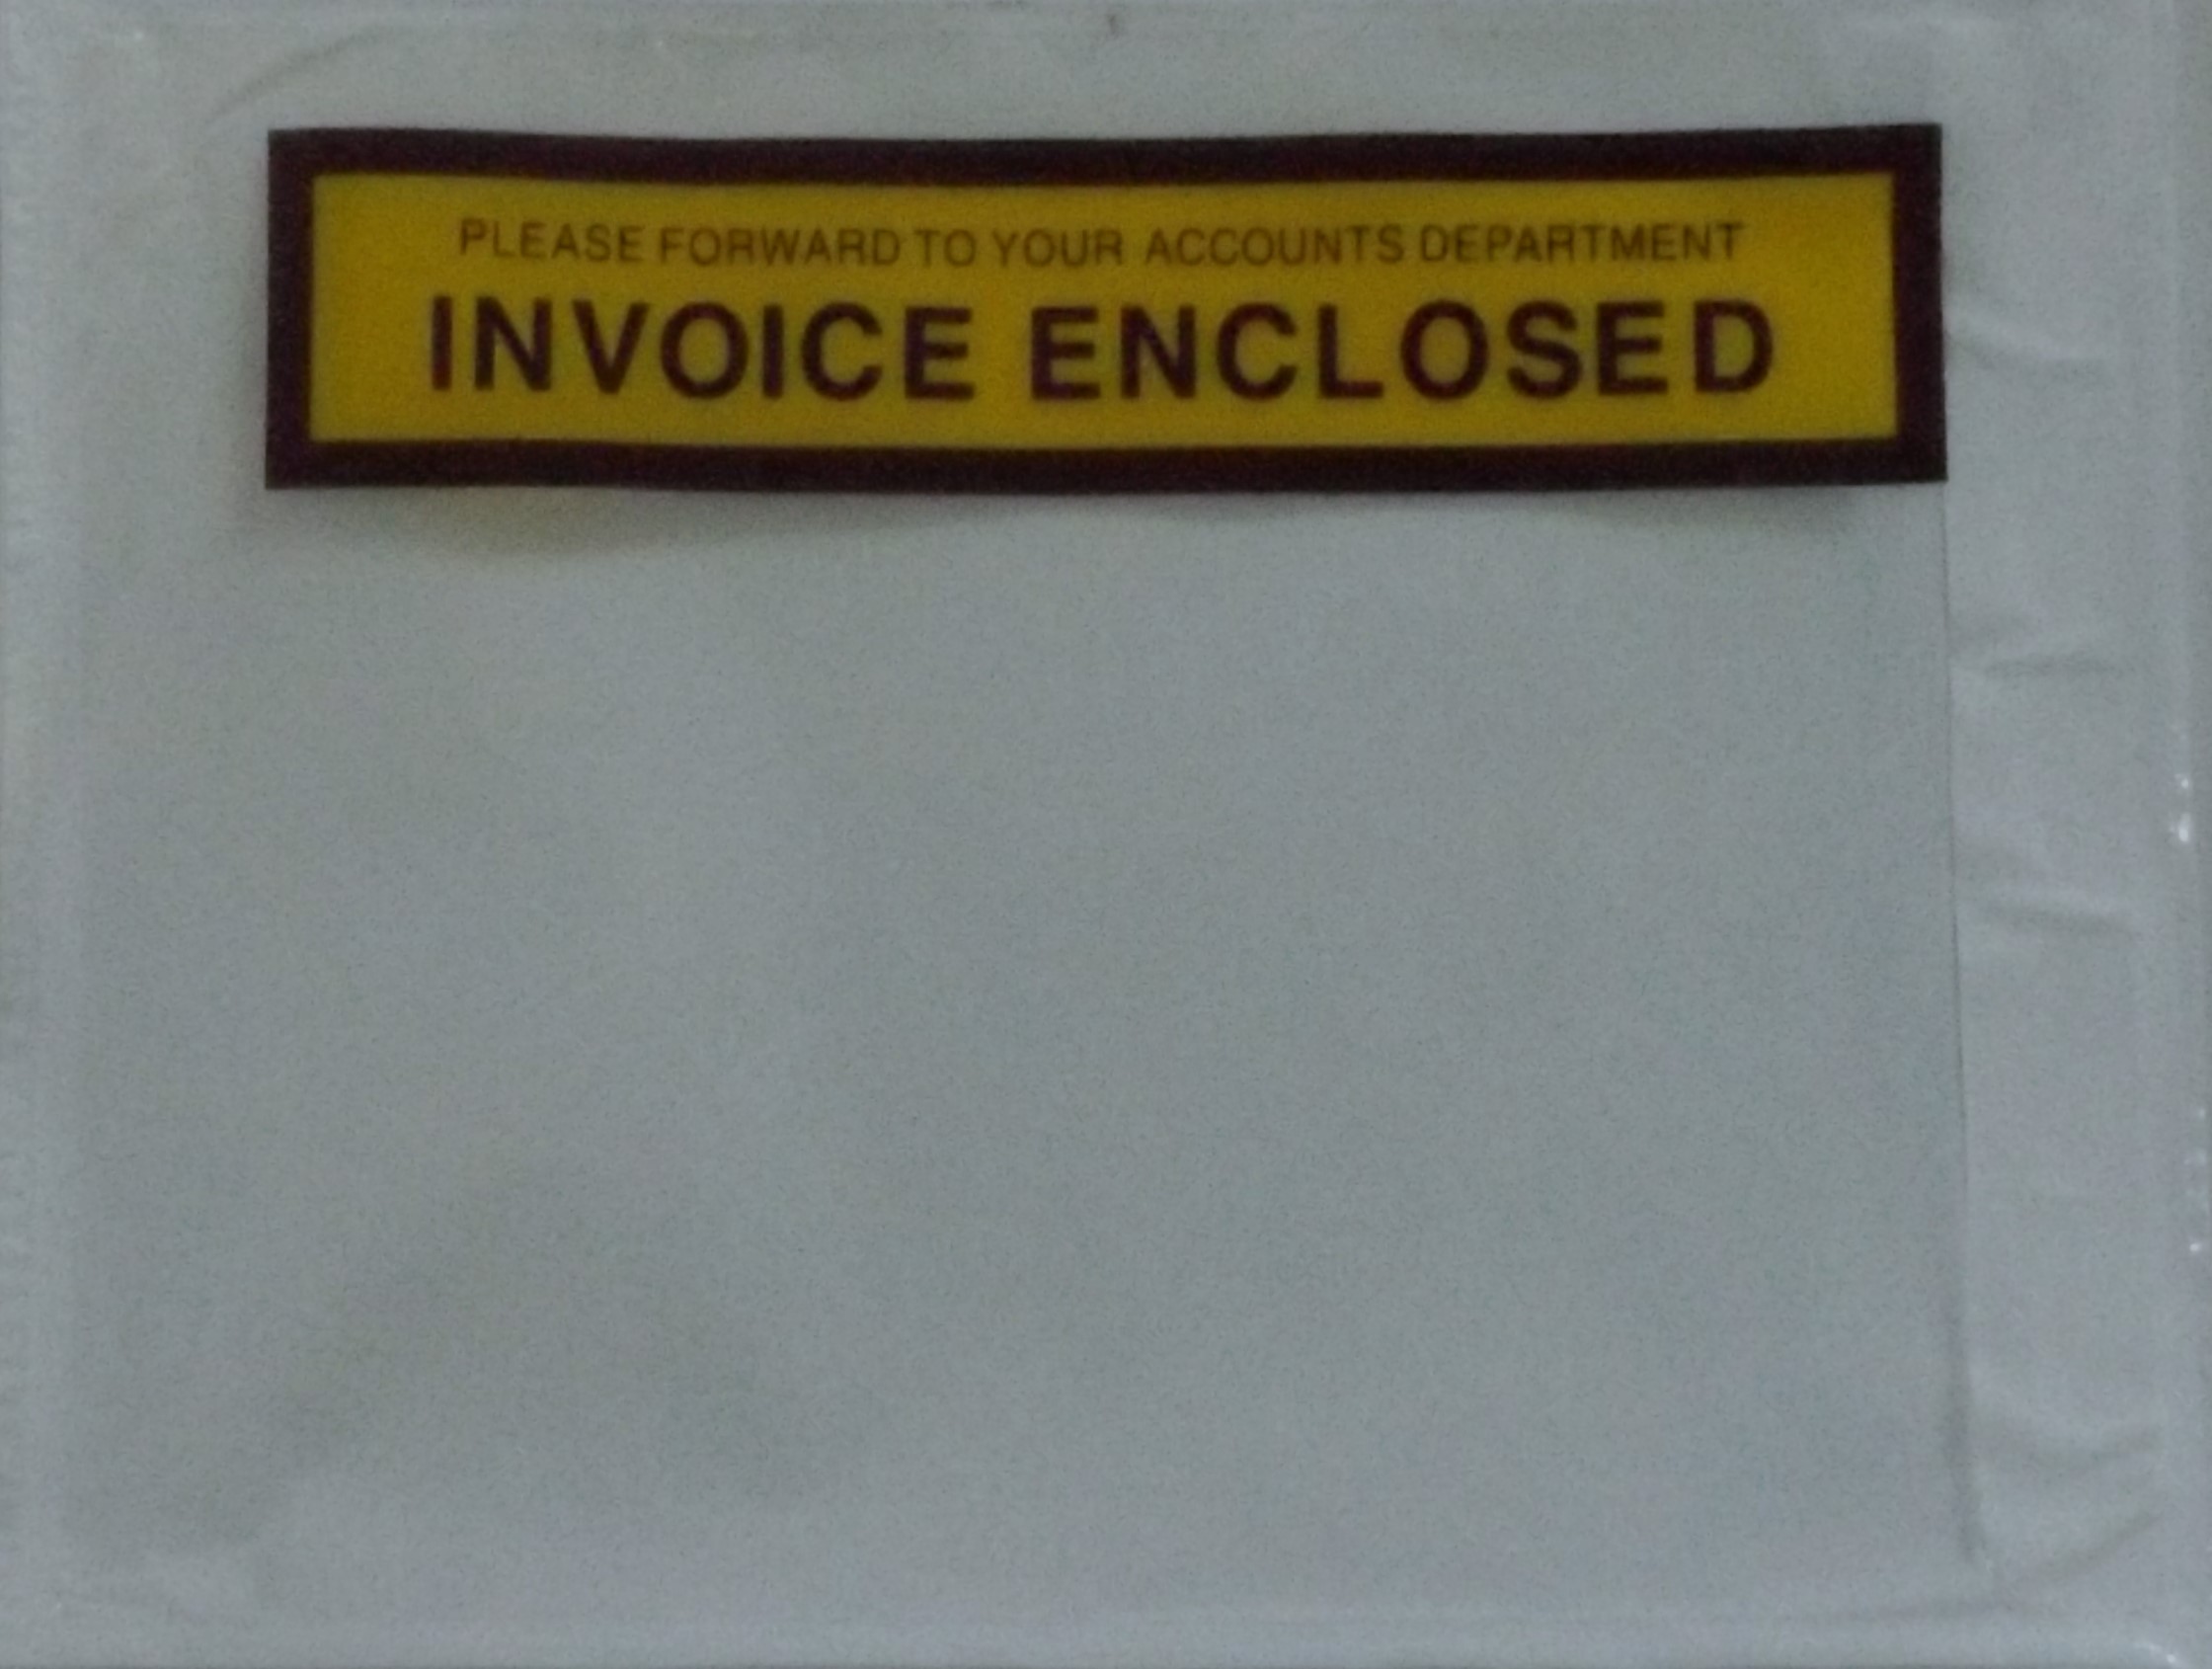 PLEASE FORWARD TO YOUR ACCOUNTS DEPARTMENT
INVOICE ENCLOSED